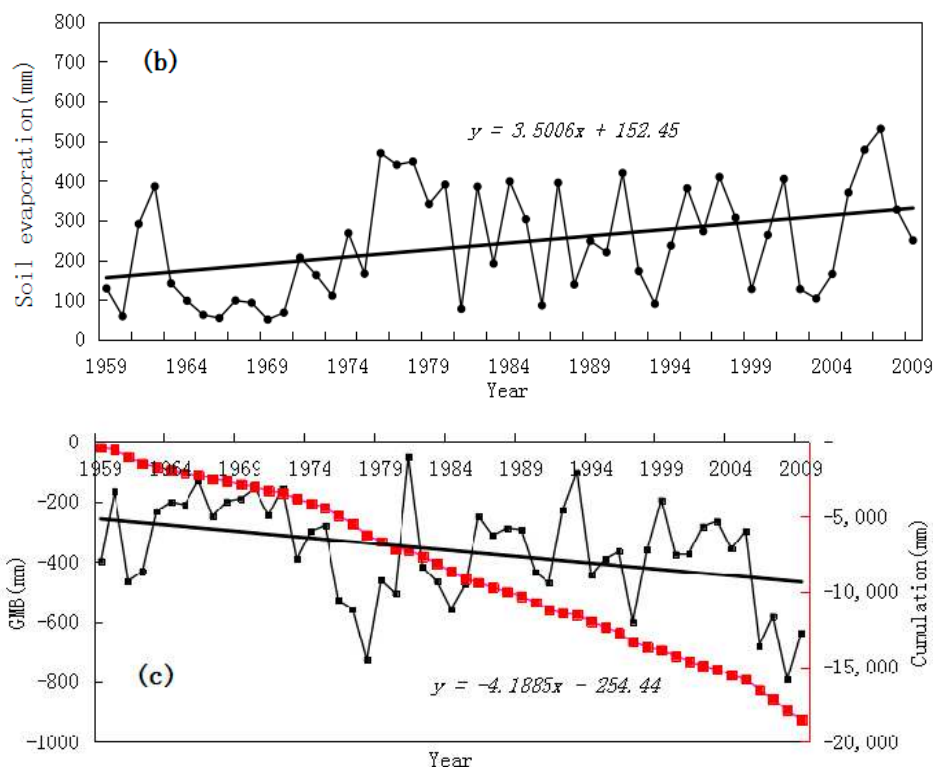 800
700
600
500
400
300
200
100
0
Soil evaporation(mm)
(b)
y = 3.5006x + 152.45
1959 1964 1969 1974 1979 1984 1989 1994 1999 2004 2009
Year
0
-200
-400
-600
-800
-1000
GMB(mm)
1959 1964 1969 1974 1979 1984 1989 1994 1999 2004 2009
(c)
y = -4.1885x - 254.44
Year
-
-5,000
-10,000
-15,000
-20,000
Cumulation(mm)